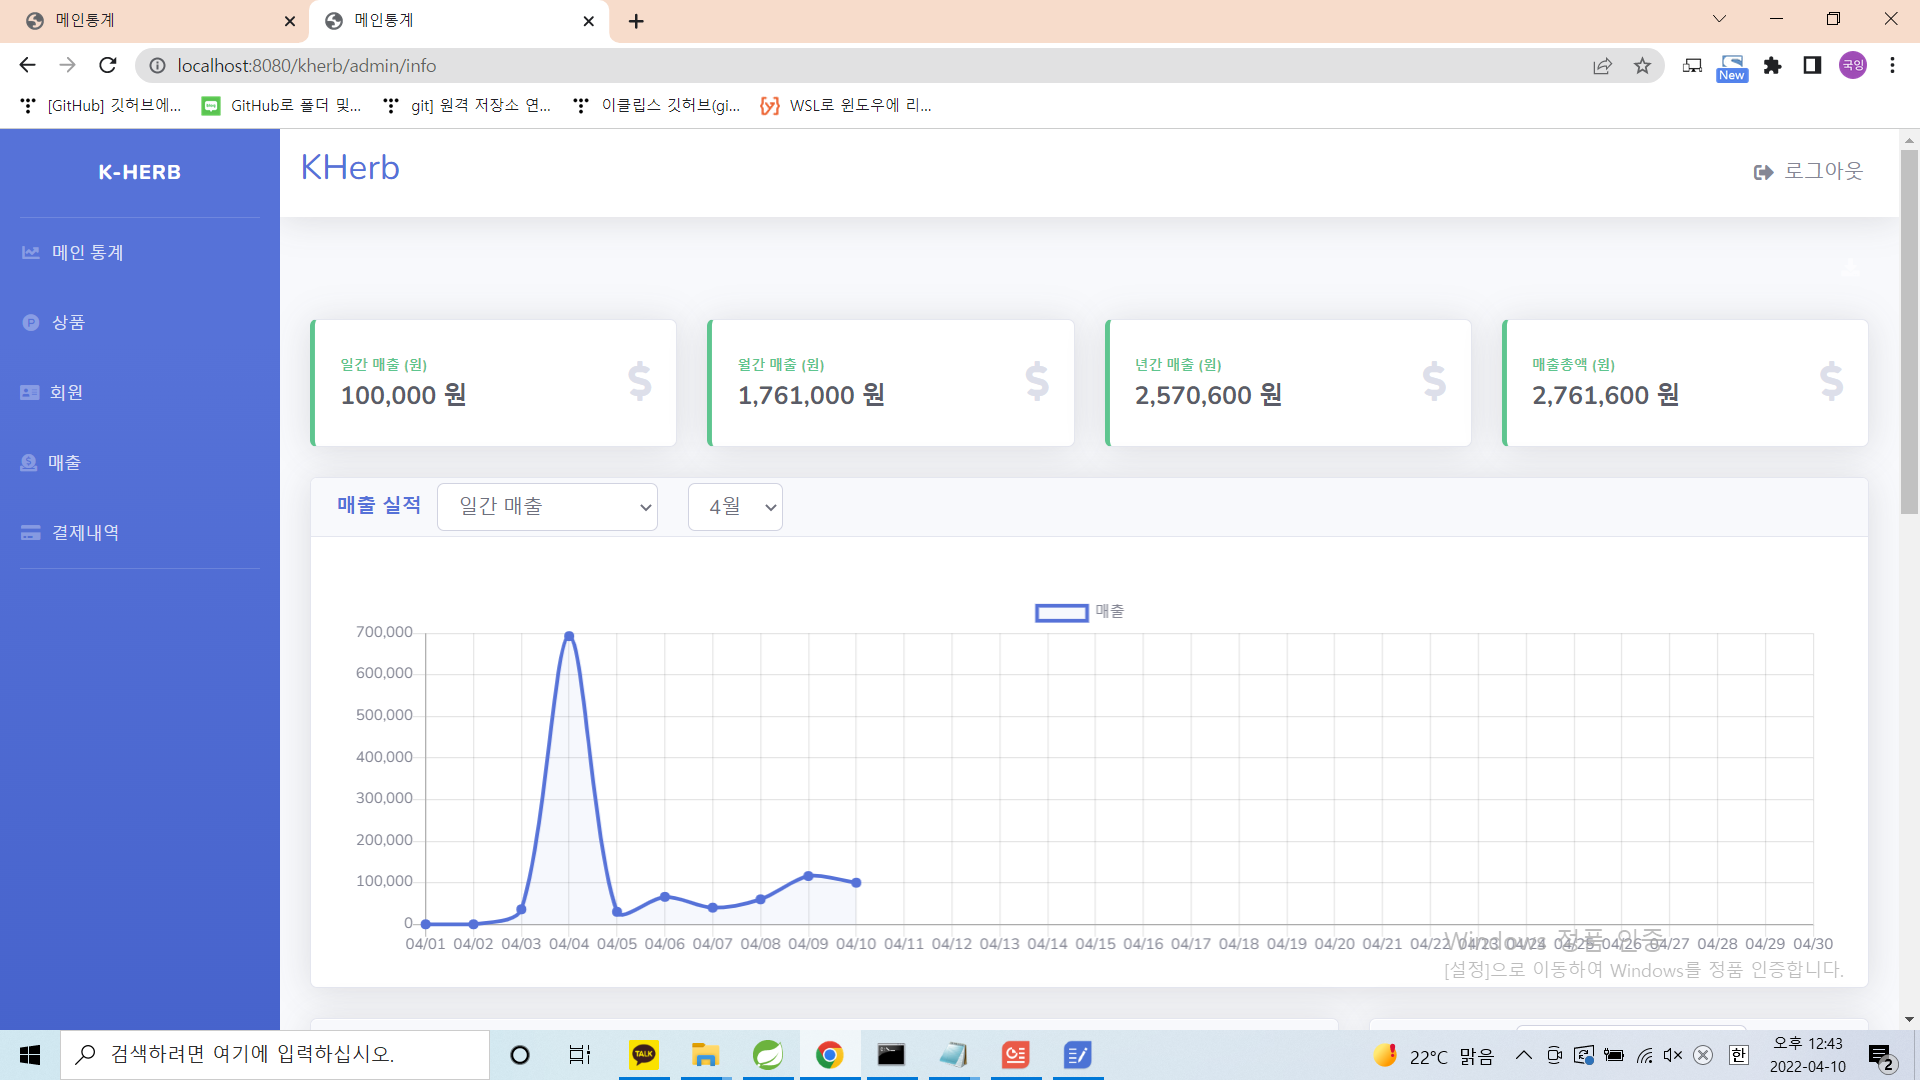 메인통계
메인통계
localhost:8080/kherb/admin/info
New
국잉
[GitHub] 깃허브에...
GitHub로 폴더 및...
git] 원격 저장소 연...
이클립스 깃허브(gi...
{y}
WSL로 윈도우에 리...
K-HERB
KHerb
로그아웃
메인 통계
상품
회원
매출
결제내역
일간 매출 (원)
100,000 원
월간 매출 (원)
1,761,000 원
년간 매출 (원)
2,570,600 원
매출총액 (원)
2,761,600 원
매출 실적
일간 매출
4월
매출
700,000
600,000
500,000
400,000
300,000
200,000
100,000
0
04/01 04/02 04/03 04/04 04/05 04/06 04/07 04/08 04/09 04/10 04/11 04/12 04/13 04/14 04/15 04/16 04/17 04/18 04/19 04/20 04/21 04/22 04/23 04/24 04/25 04/26 04/27 04/28 04/29 04/30
Windows 정품 인증
[설정]으로 이동하여 Windows를 정품 인증합니다.
검색하려면 여기에 입력하십시오.
TALK
22°C 맑음
한
오후 12:43
2022-04-10
2